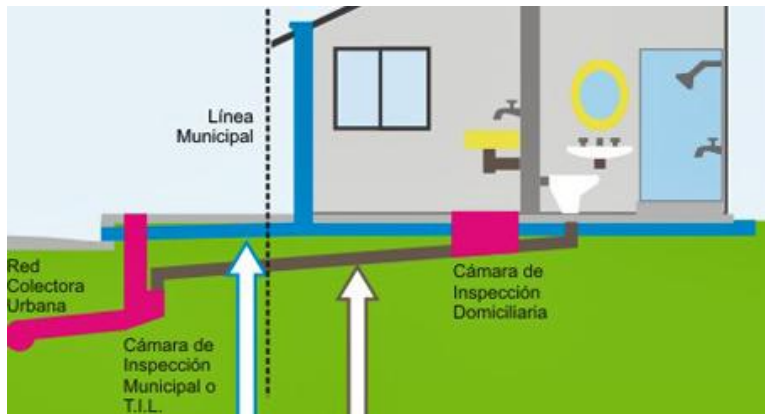 Línea
Municipal
Red
Colectora
Urbana
Cámara de
Inspección
Municipal o
T.I.L.
Cámara de
Inspección
Domiciliaria